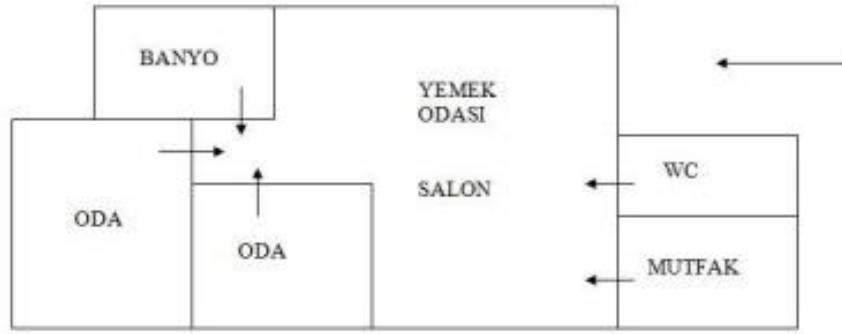 BANYO
YEMEK
ODASI
WC
SALON
ODA
ODA
MUTFAK